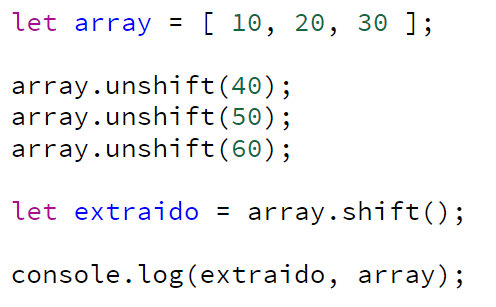 let array = [ 10, 20, 30 ];
array.unshift(40);
array.unshift(50);
array.unshift(60);
let extraido = array.shift();
console.log(extraido, array);